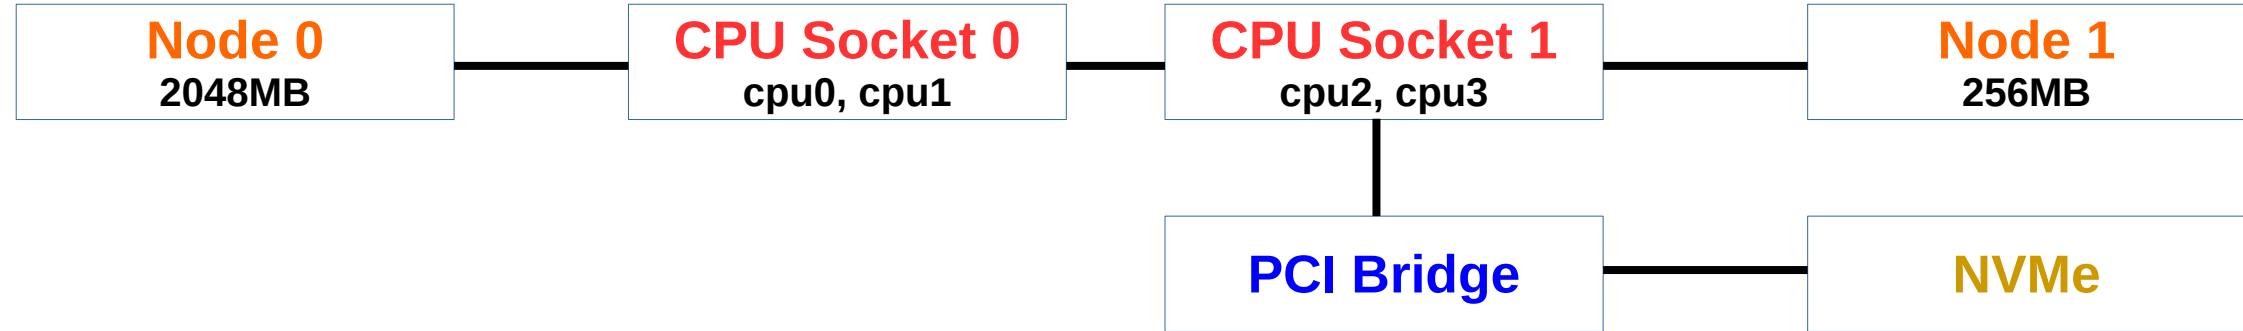 Node 0
2048MB
CPU Socket 0
cpu0, cpu1
CPU Socket 1
cpu2, cpu3
Node 1
256MB
PCI Bridge
NVMe